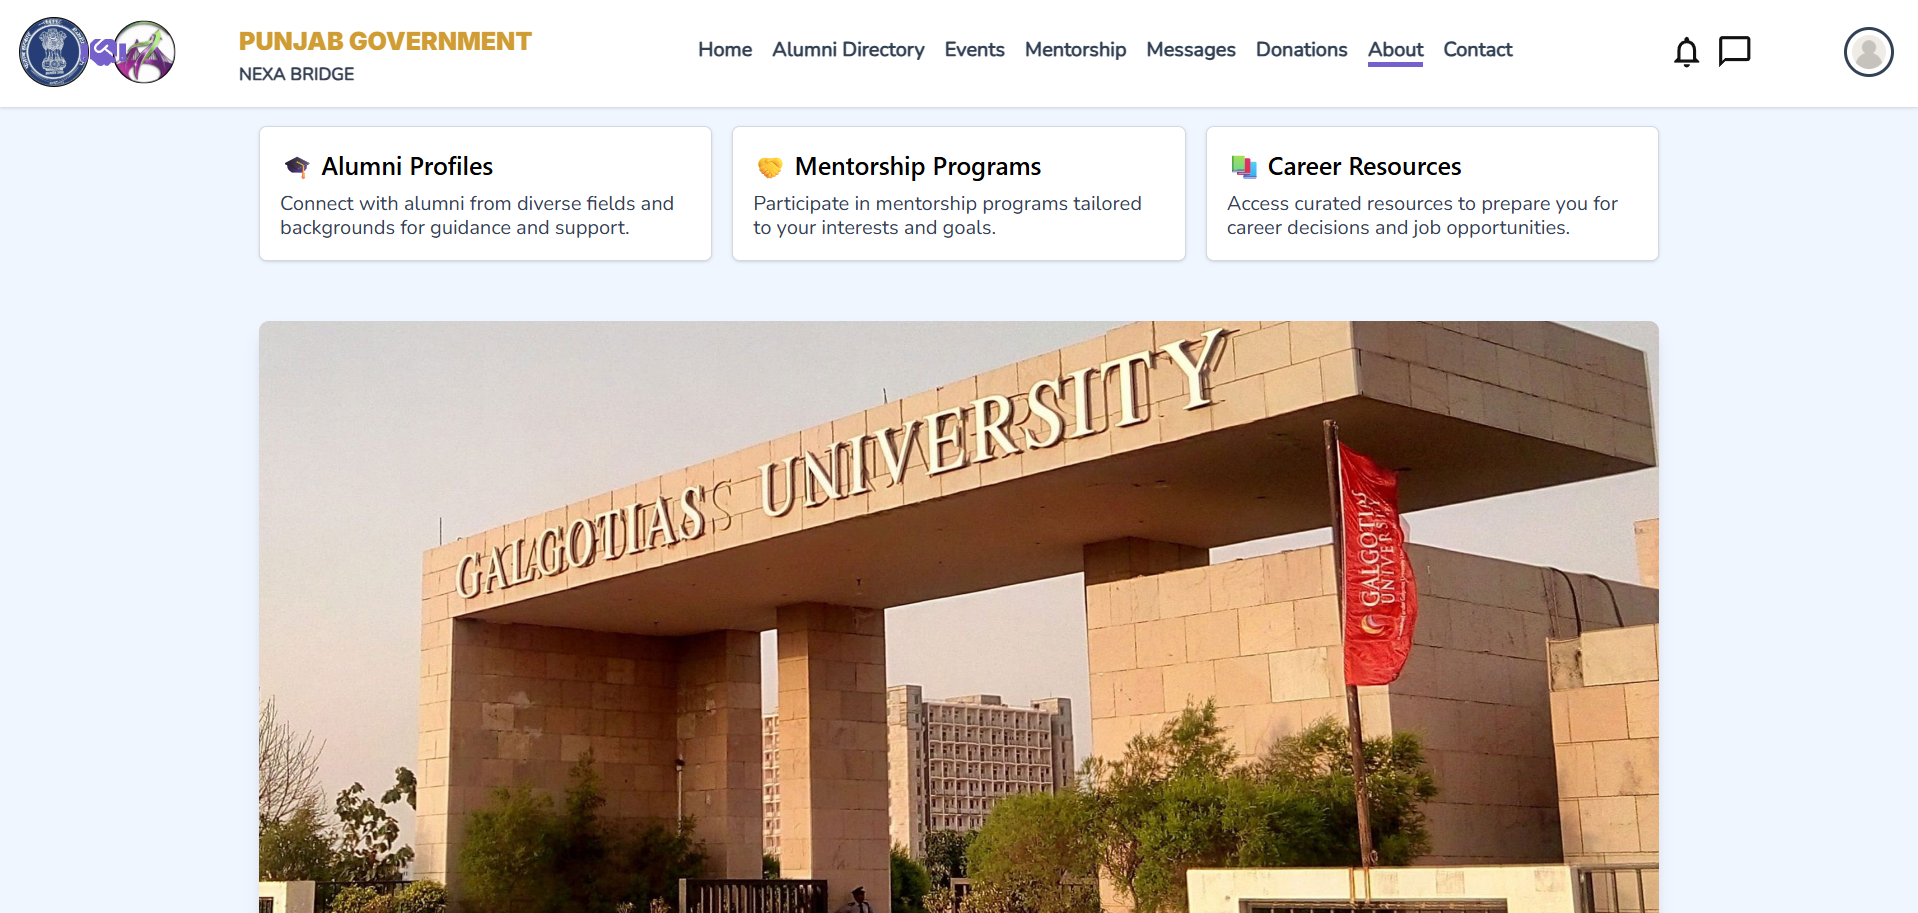 PUNJAB GOVERNMENT
NEXA BRIDGE
Home Alumni Directory Events Mentorship Messages Donations About Contact
Alumni Profiles
Connect with alumni from diverse fields and
backgrounds for guidance and support.
Mentorship Programs
Participate in mentorship programs tailored
to your interests and goals.
Career Resources
Access curated resources to prepare you for
career decisions and job opportunities.
GALGOTIAS UNIVERSITY
GALGOTIAS
UNIVERSITY